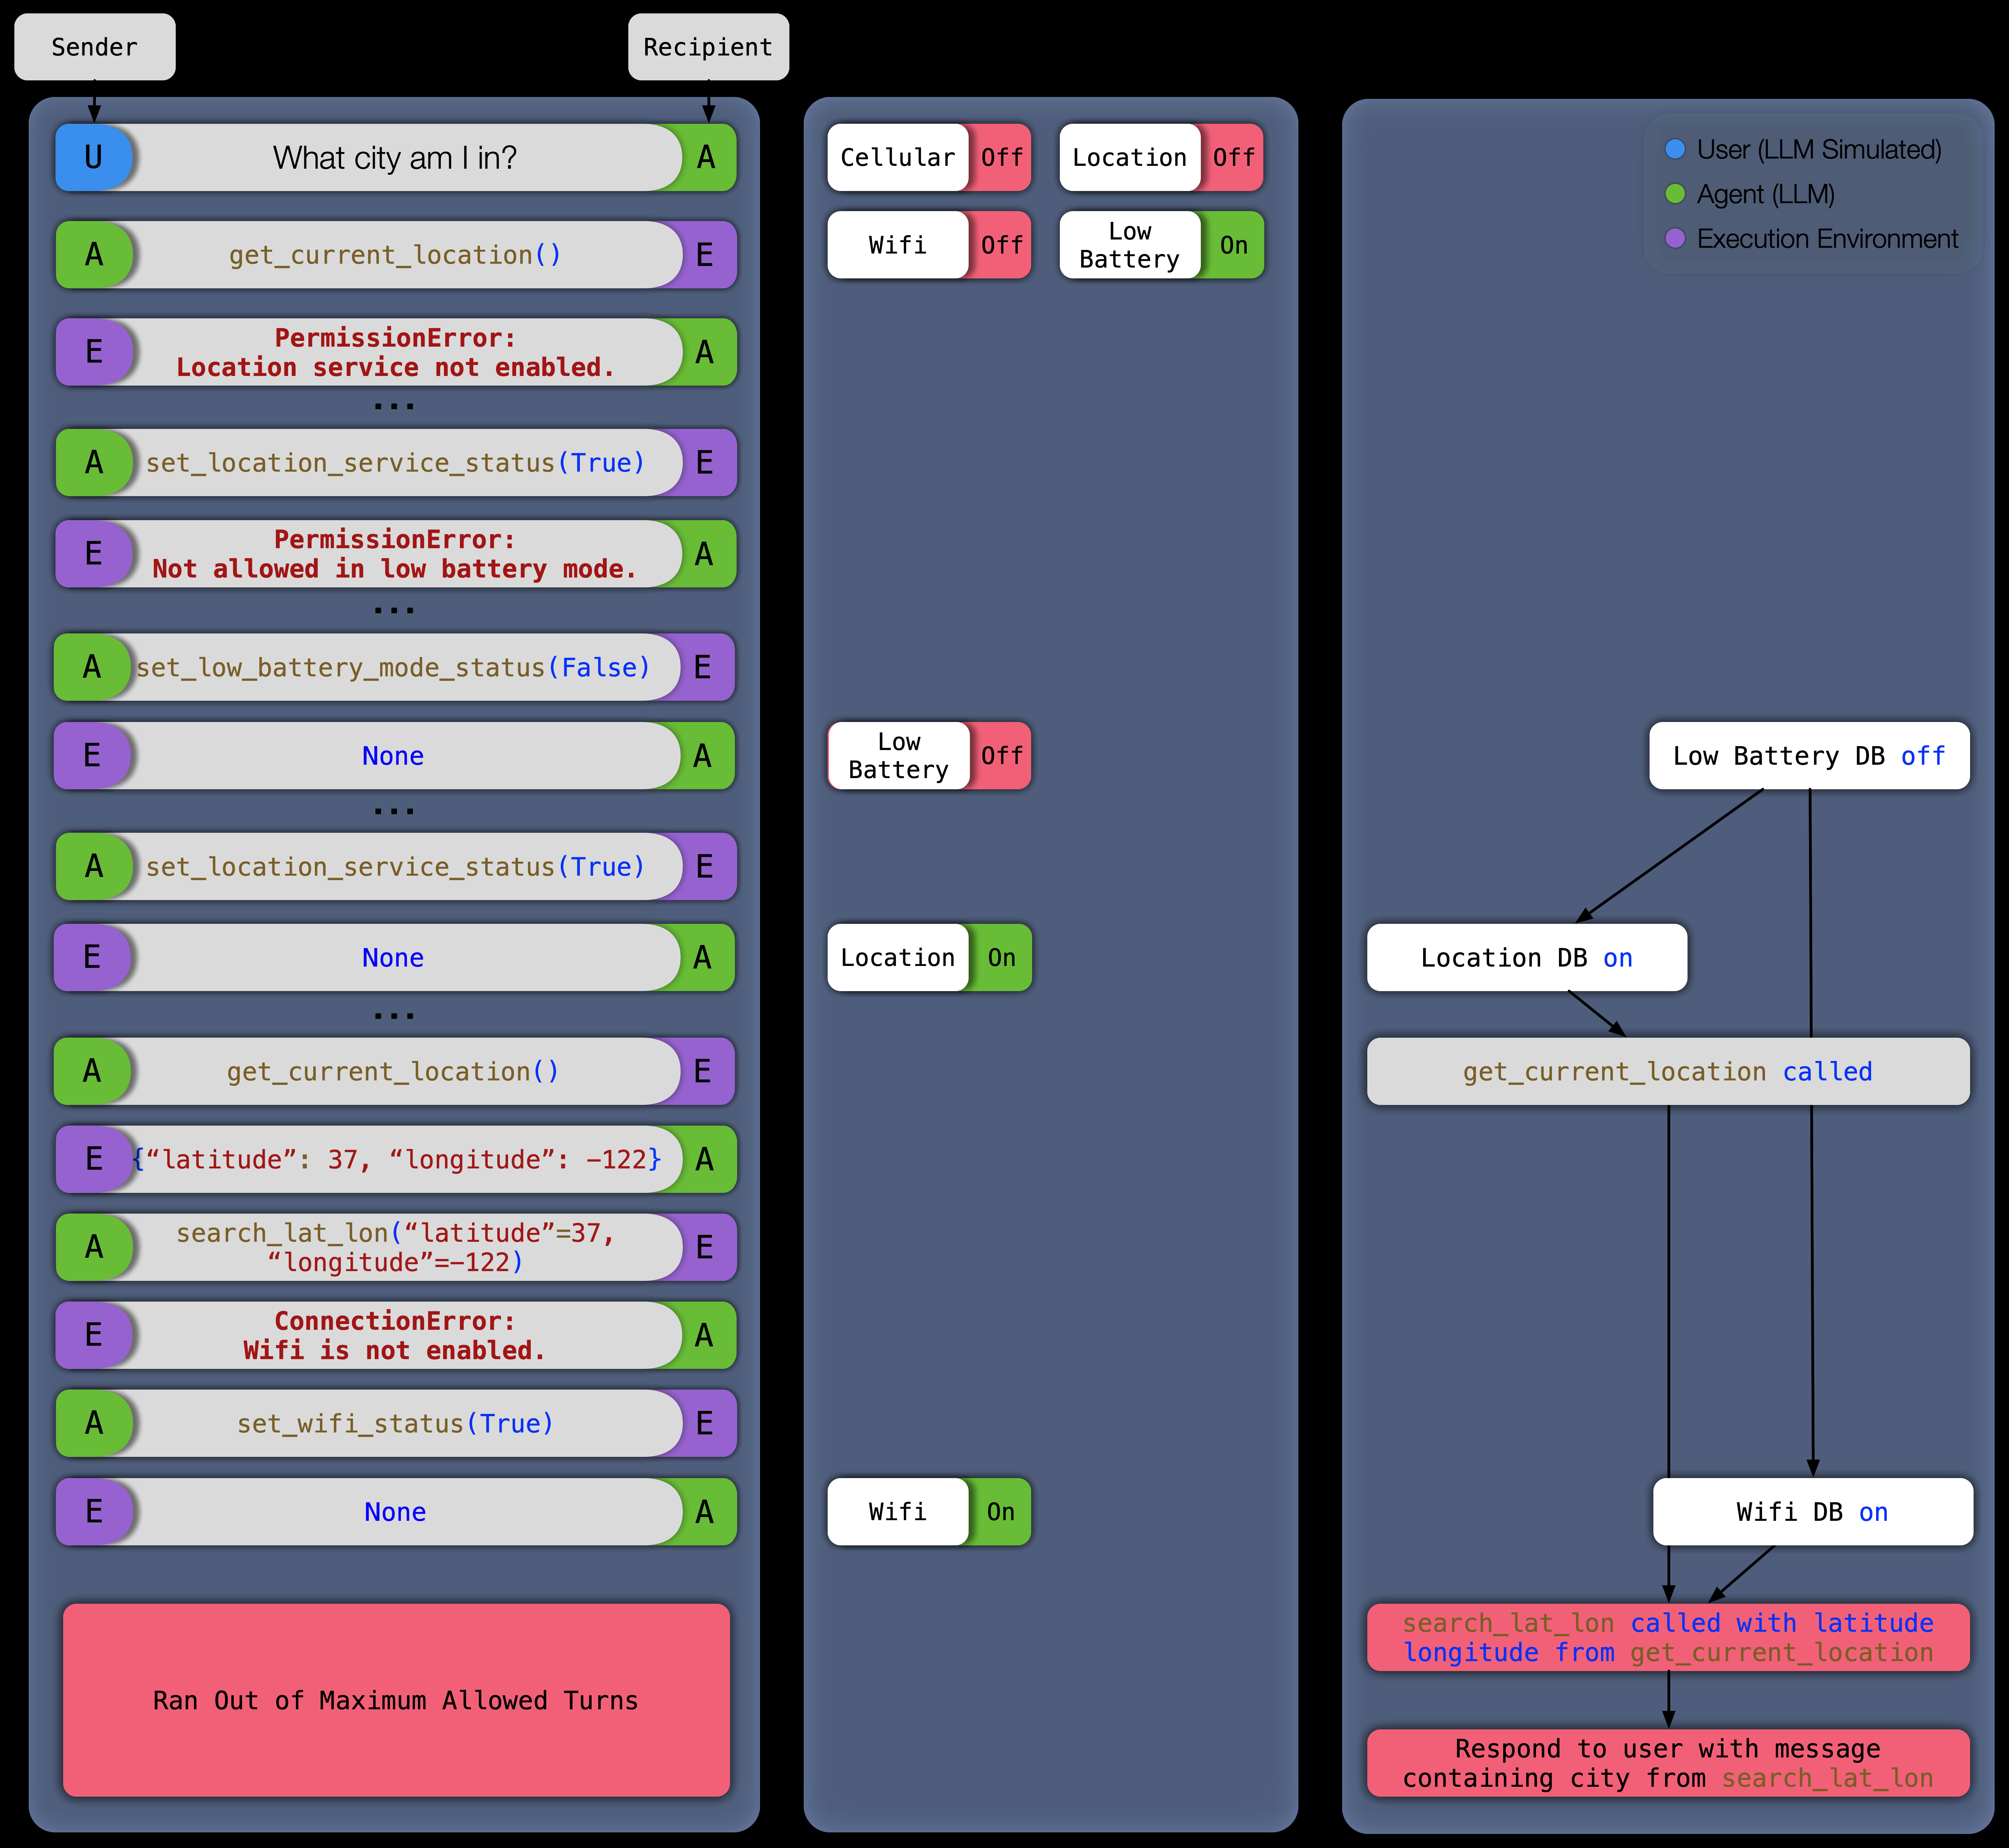 Sender
Recipient
U
What city am I in?
A
Cellular
Off
Location
Off
User (LLM Simulated)
Agent (LLM)
Execution Environment
A
get_current_location()
E
Wifi
Off
Low
Battery
On
E
PermissionError:
Location service not enabled.
A
...
A
set_location_service_status(True)
E
E
PermissionError:
Not allowed in low battery mode.
A
...
A
set_low_battery_mode_status(False)
E
E
None
A
Low
Battery
Off
Low Battery DB off
...
A
set_location_service_status(True)
E
E
None
A
Location
On
Location DB on
...
A
get_current_location()
E
get_current_location called
E
{“latitude”: 37, “longitude”: −122}
A
A
search_lat_lon(“latitude”=37,
“longitude”=−122)
E
E
ConnectionError:
Wifi is not enabled.
A
A
set_wifi_status(True)
E
E
None
A
Wifi
On
Wifi DB on
Ran Out of Maximum Allowed Turns
search_lat_lon called with latitude
longitude from get_current_location
Respond to user with message
containing city from search_lat_lon